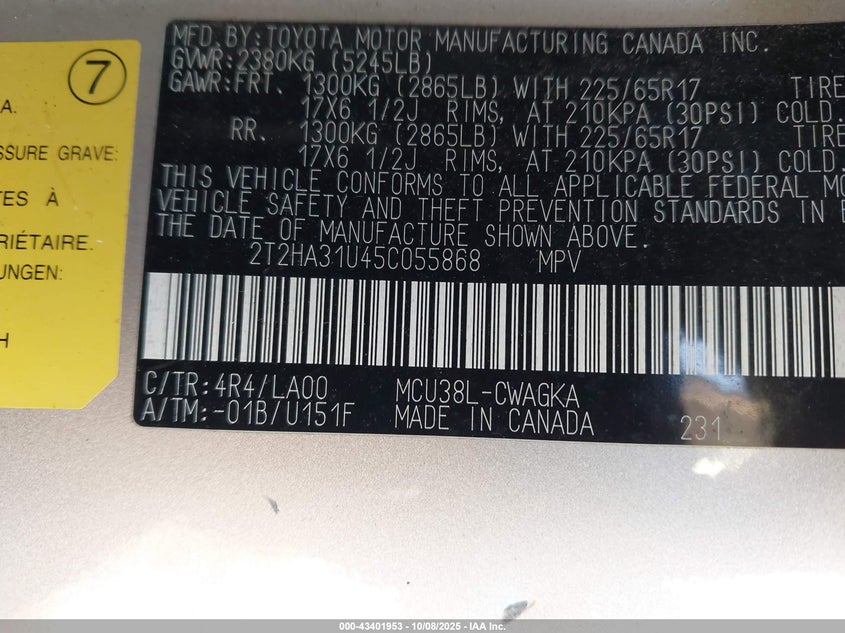 7
A.
SSURE GRAVE:
TES À
RIÉTAIRE.
UNGEN:
H
MFD. BY: TOYOTA MOTOR MANUFACTURING CANADA INC.
GVWR: 2380KG (5245LB)
GAWR: FRT. 1300KG (2865LB) WITH 225/65R17 TIRE
17X6 1/2J RIMS, AT 210KPA (30PSI) COLD.
RR. 1300KG (2865LB) WITH 225/65R17 TIRE
17X6 1/2J RIMS, AT 210KPA (30PSI) COLD.
THIS VEHICLE CONFORMS TO ALL APPLICABLE FEDERAL MO
VEHICLE SAFETY AND THEFT PREVENTION STANDARDS IN E
THE DATE OF MANUFACTURE SHOWN ABOVE.
2T2HA31U45C055868 MPV
C/TR: 4R4/LA00 MCU38L-CWAGKA
A/TM: -01B/U151F MADE IN CANADA 231
000-43401953 - 10/08/2025 - IAA Inc.